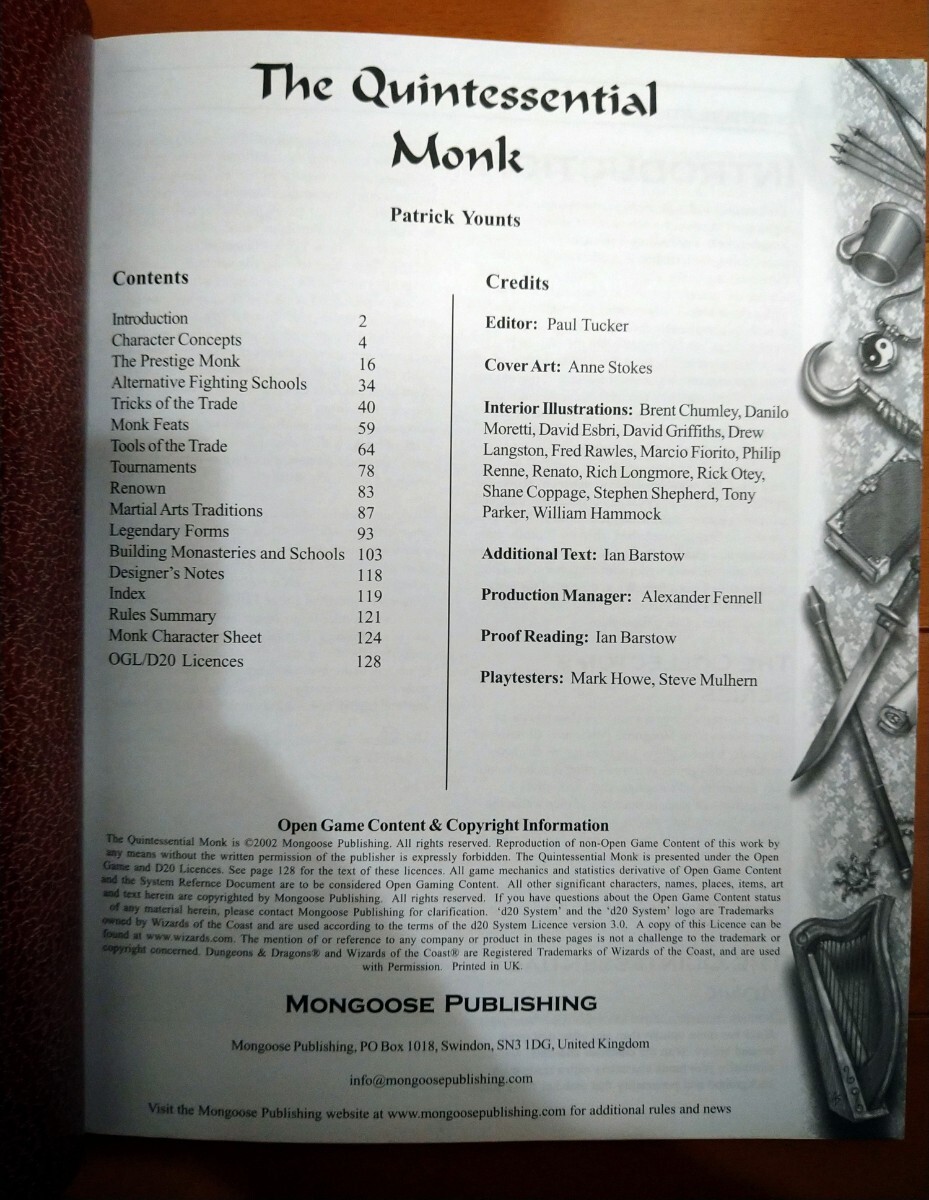 The Quintessential
Monk
Patrick Younts
Contents
Introduction 2
Character Concepts 4
The Prestige Monk 16
Alternative Fighting Schools 34
Tricks of the Trade 40
Monk Feats 59
Tools of the Trade 64
Tournaments 78
Renown 83
Martial Arts Traditions 87
Legendary Forms 93
Building Monasteries and Schools 103
Designer's Notes 118
Index 119
Rules Summary 121
Monk Character Sheet 124
OGL/D20 Licences 128
Credits
Editor: Paul Tucker
Cover Art: Anne Stokes
Interior Illustrations: Brent Chumley, Danilo
Moretti, David Esbri, David Griffiths, Drew
Langston, Fred Rawles, Marcio Fiorito, Philip
Renne, Renato, Rich Longmore, Rick Otey,
Shane Coppage, Stephen Shepherd, Tony
Parker, William Hammock
Additional Text: Ian Barstow
Production Manager: Alexander Fennell
Proof Reading: Ian Barstow
Playtesters: Mark Howe, Steve Mulhern
Open Game Content & Copyright Information
The Quintessential Monk is ©2002 Mongoose Publishing. All rights reserved. Reproduction of non-Open Game Content of this work by
any means without the written permission of the publisher is expressly forbidden. The Quintessential Monk is presented under the Open
Game and D20 Licences. See page 128 for the text of these licences. All game mechanics and statistics derivative of Open Game Content
and the System Refernce Document are to be considered Open Gaming Content. All other significant characters, names, places, items, art
and text herein are copyrighted by Mongoose Publishing. All rights reserved. If you have questions about the Open Game Content status
of any material herein, please contact Mongoose Publishing for clarification. 'd20 System' and the 'd20 System' logo are Trademarks
owned by Wizards of the Coast and are used according to the terms of the d20 System Licence version 3.0. A copy of this Licence can be
found at www.wizards.com. The mention of or reference to any company or product in these pages is not a challenge to the trademark or
copyright concerned. Dungeons & Dragons® and Wizards of the Coast® are Registered Trademarks of Wizards of the Coast, and are used
with Permission. Printed in UK.
MONGOOSE PUBLISHING
Mongoose Publishing, PO Box 1018, Swindon, SN3 1DG, United Kingdom
info@mongoosepublishing.com
Visit the Mongoose Publishing website at www.mongoosepublishing.com for additional rules and news